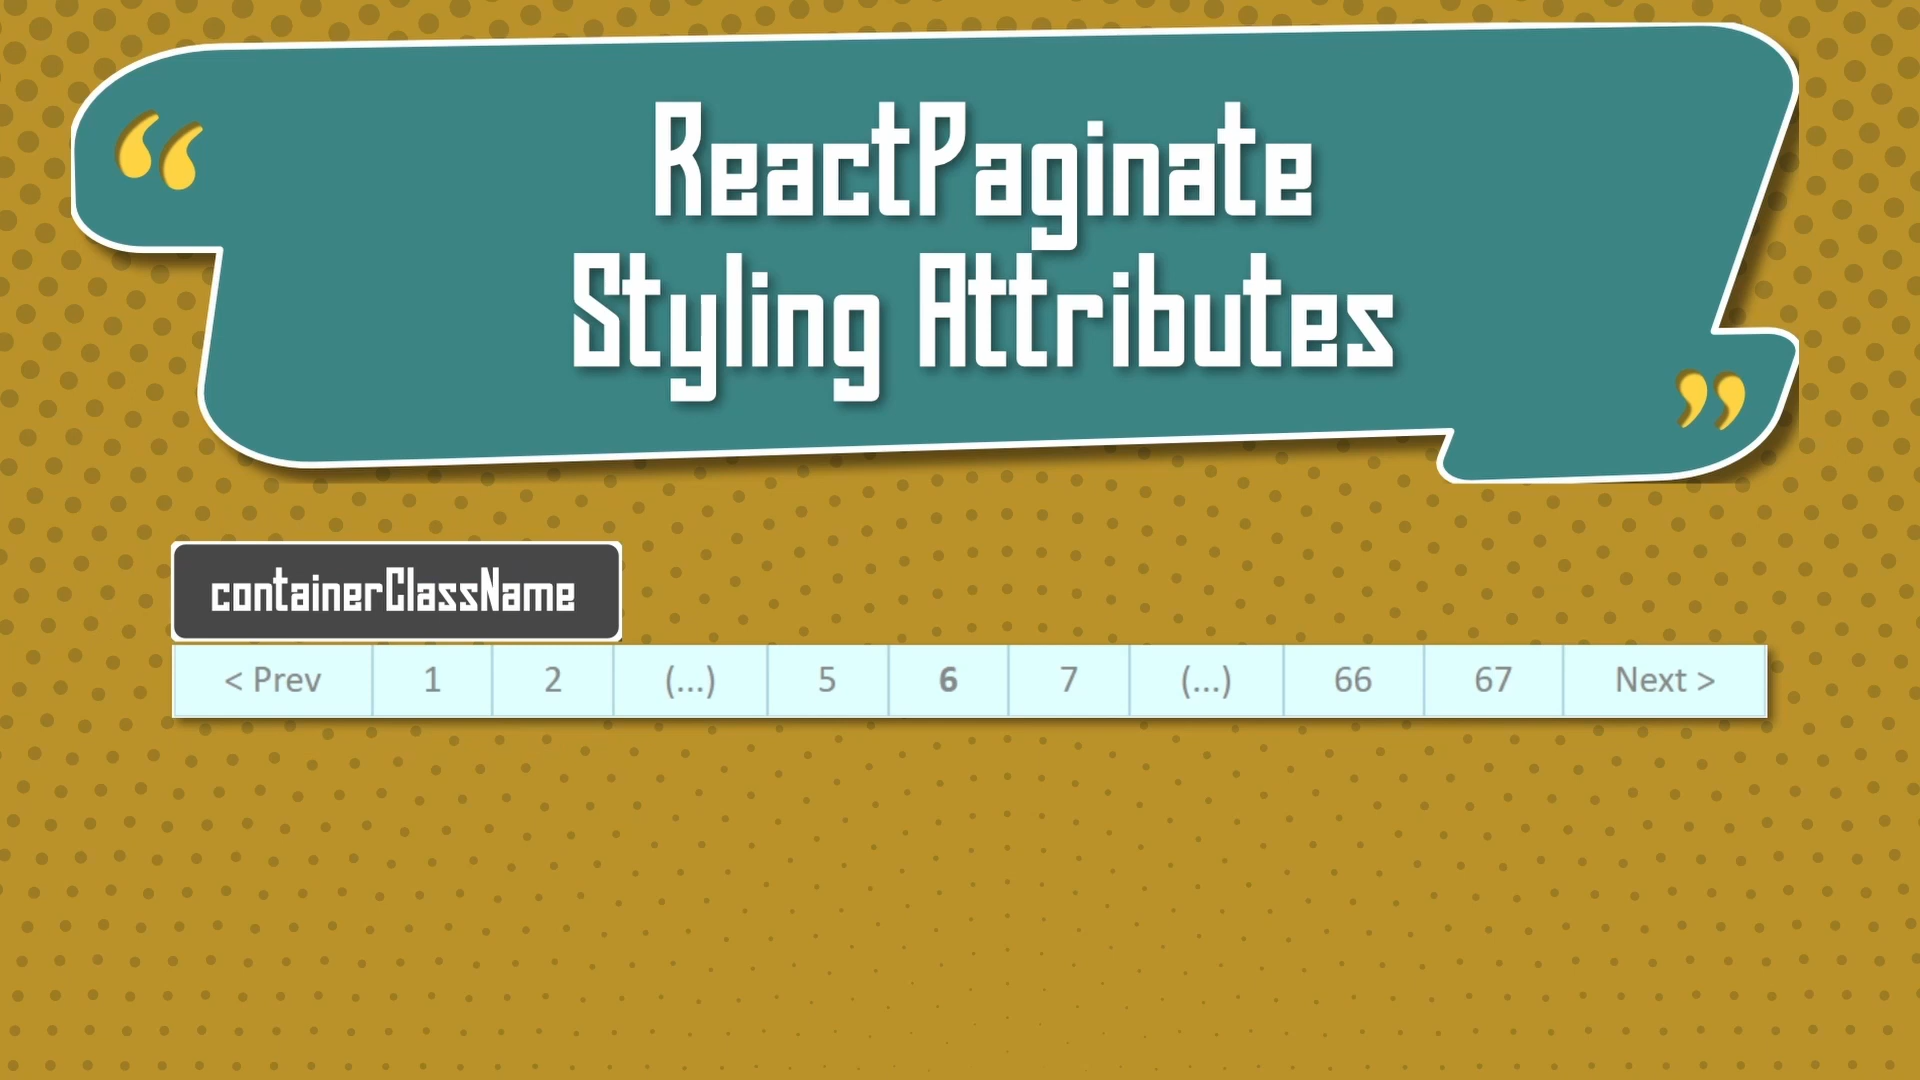 “ReactPaginate
Styling Attributes”
containerClassName
< Prev 1 2 (...) 5 6 7 (...) 66 67 Next >